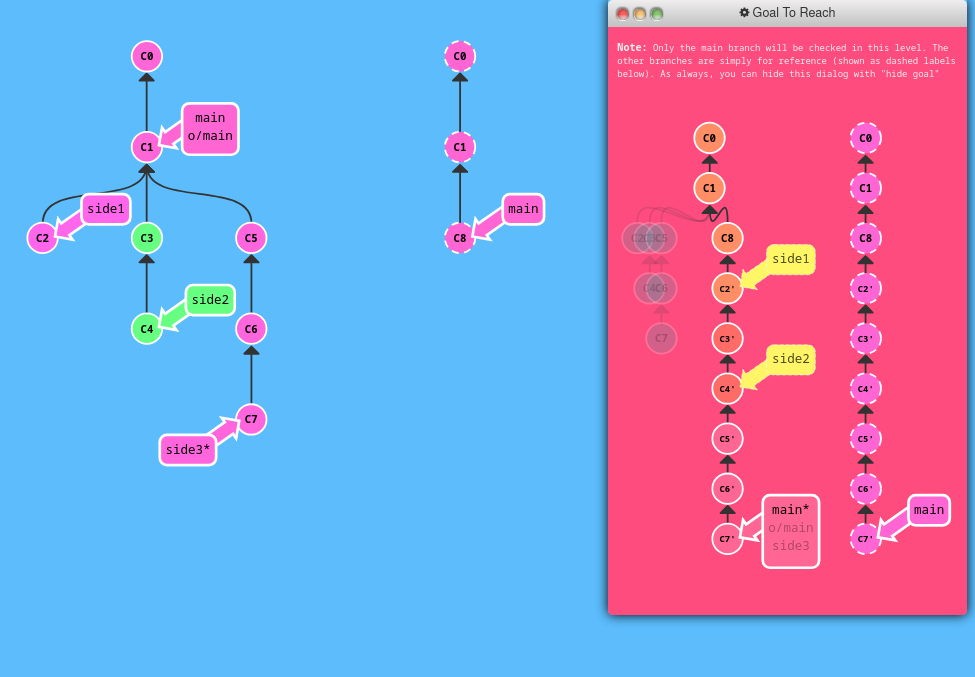 Goal To Reach
Note: Only the main branch will be checked in this level. The
other branches are simply for reference (shown as dashed labels
below). As always, you can hide this dialog with "hide goal"
C0
C1
main
o/main
C2
side1
C3
C5
C4
side2
C6
C7
side3*
C0
C1
C8
main
C0
C1
C5
C8
side1
C2'
C6
C7
C3'
side2
C4'
C5'
C6'
C7'
main*
o/main
side3
C0
C1
C8
C2'
C3'
C4'
C5'
C6'
C7'
main